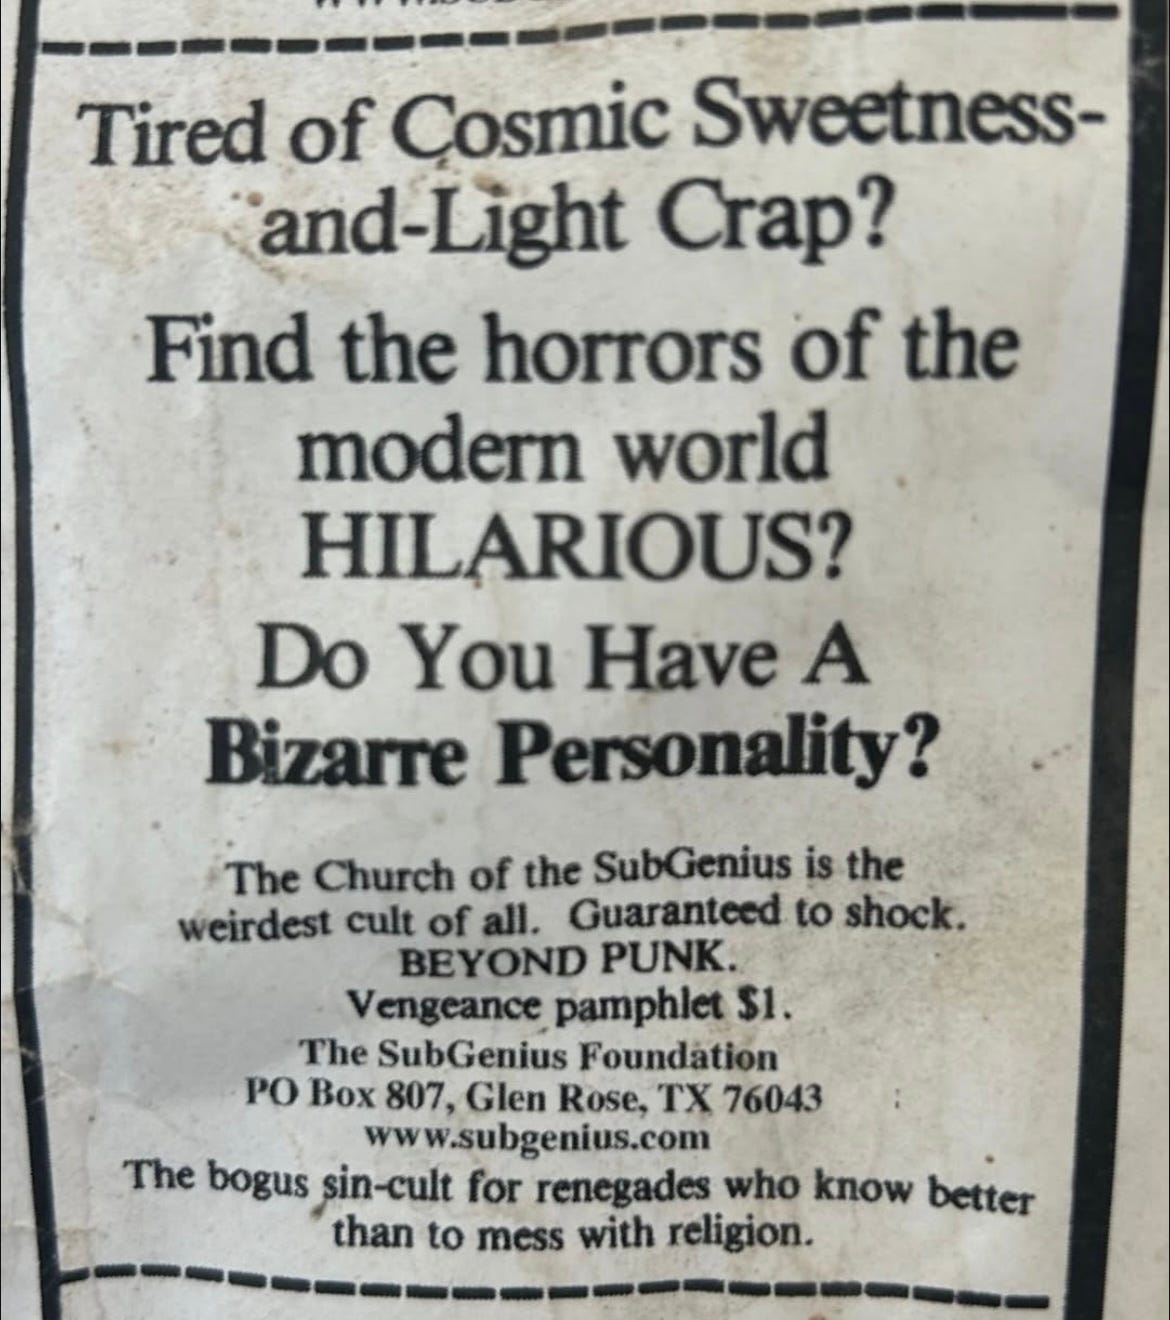 Tired of Cosmic Sweetness-
and-Light Crap?
Find the horrors of the
modern world
HILARIOUS?
Do You Have A
Bizarre Personality?
The Church of the SubGenius is the
weirdest cult of all. Guaranteed to shock.
BEYOND PUNK.
Vengeance pamphlet $1.
The SubGenius Foundation
PO Box 807, Glen Rose, TX 76043
www.subgenius.com
The bogus sin-cult for renegades who know better
than to mess with religion.